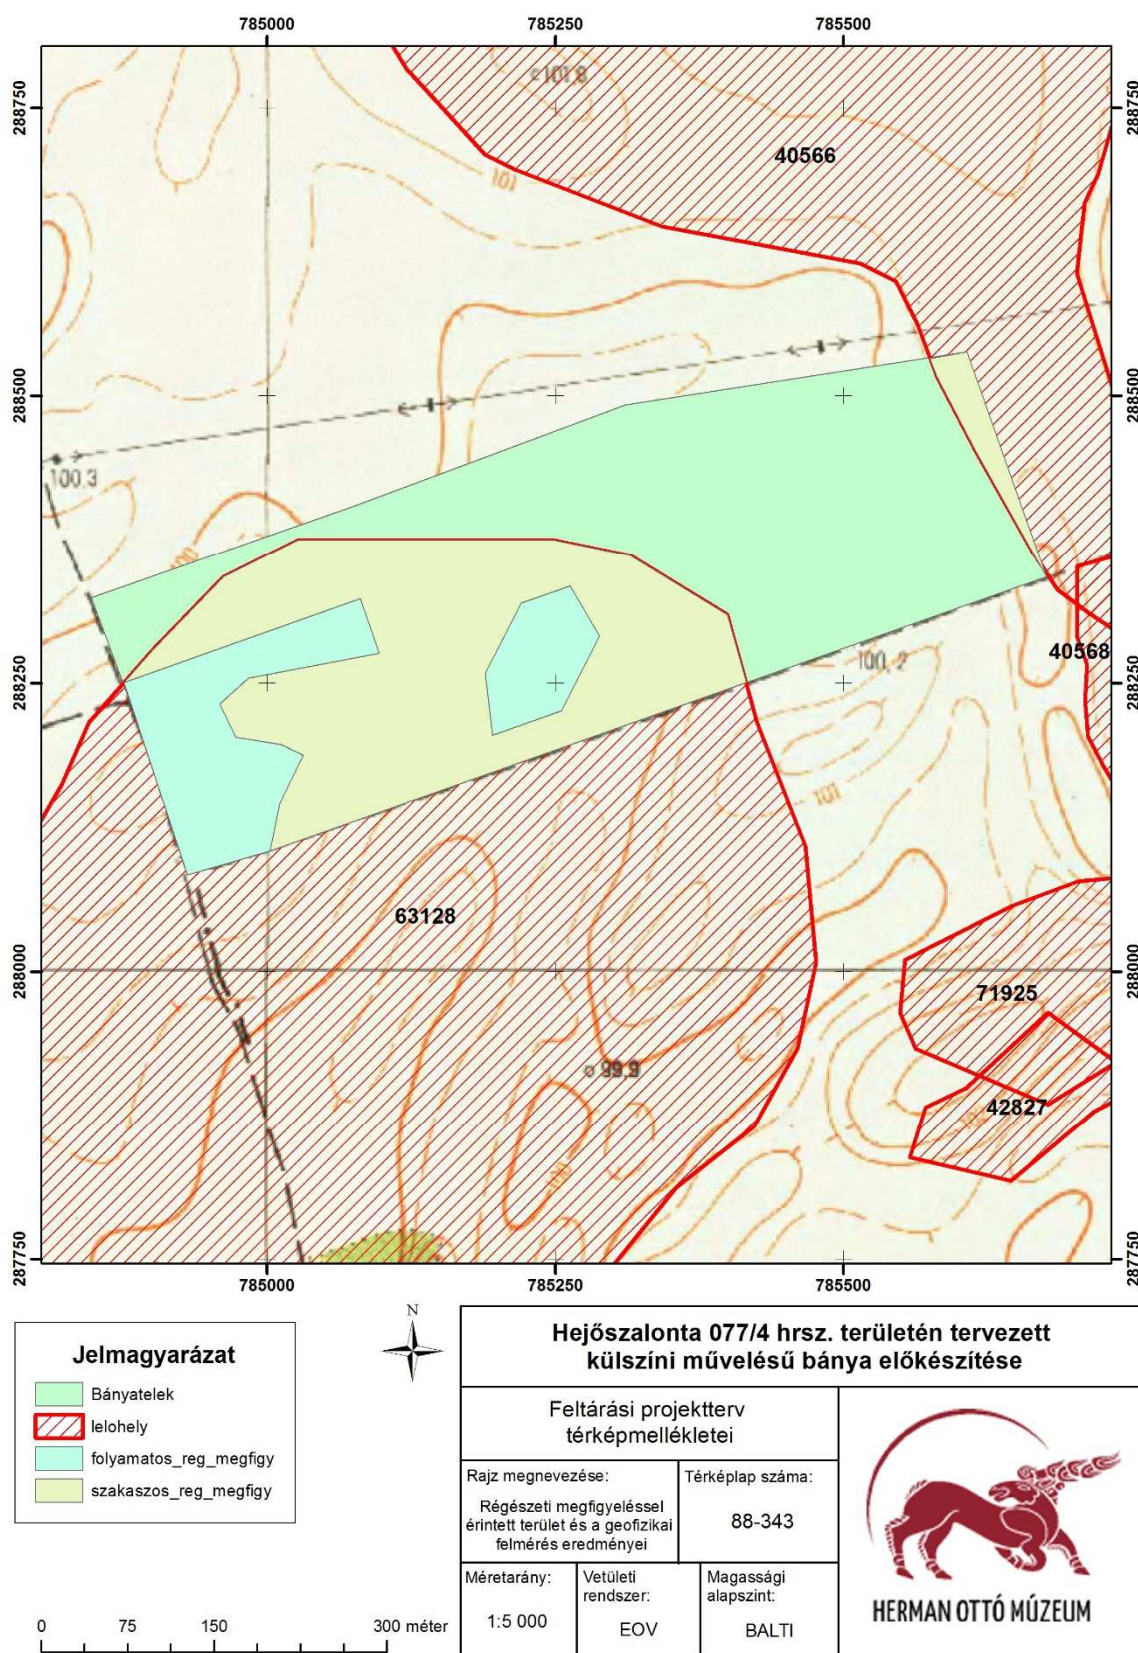 785000 785250 785500
288750 288750
101,8
40566
101
288500 288500
100,3
100
288250 288250
40568
100,2
101
63128
288000 288000
71925
99,9
42827
100
287750 287750
785000 785250 785500
Jelmagyarázat
Bányatelek
lelohely
folyamatos_reg_megfigy
szakaszos_reg_megfigy
N
0 75 150 300 méter
Hejőszalonta 077/4 hrsz. területén tervezett
külszíni művelésű bánya előkészítése
Feltárási projektterv
térképmellékletei
Rajz megnevezése:
Régészeti megfigyeléssel
érintett terület és a geofizikai
felmérés eredményei
Térképlap száma:
88-343
Méretarány:
1:5 000
Vetületi
rendszer:
EOV
Magassági
alapszint:
BALTI
HERMAN OTTÓ MÚZEUM